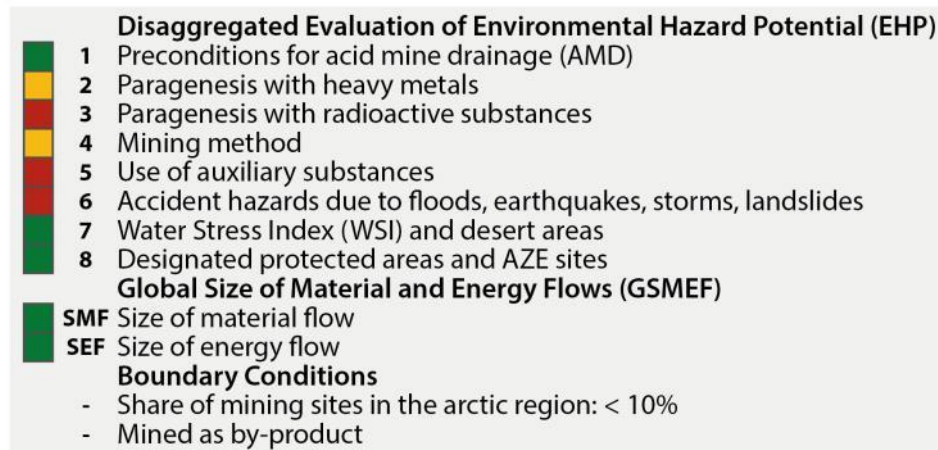 Disaggregated Evaluation of Environmental Hazard Potential (EHP)
1 Preconditions for acid mine drainage (AMD)
2 Paragenesis with heavy metals
3 Paragenesis with radioactive substances
4 Mining method
5 Use of auxiliary substances
6 Accident hazards due to floods, earthquakes, storms, landslides
7 Water Stress Index (WSI) and desert areas
8 Designated protected areas and AZE sites
Global Size of Material and Energy Flows (GSMEF)
SMF Size of material flow
SEF Size of energy flow
Boundary Conditions
- Share of mining sites in the arctic region: < 10%
- Mined as by-product